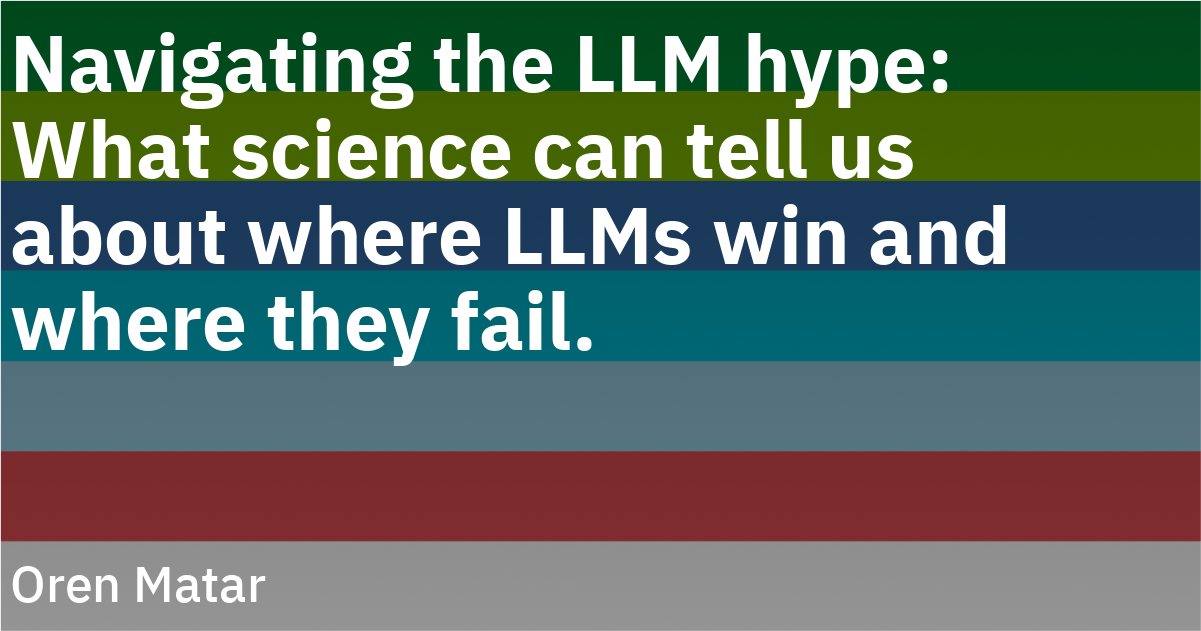 Navigating the LLM hype:
What science can tell us
about where LLMs win and
where they fail.
Oren Matar